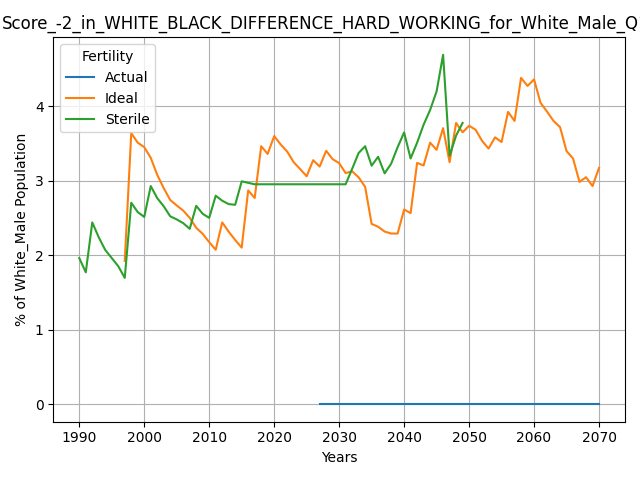 Score_-2_in_WHITE_BLACK_DIFFERENCE_HARD_WORKING_for_White_Male_Q
Fertility
Actual
Ideal
Sterile
% of White_Male Population
4
3
2
1
0
1990 2000 2010 2020 2030 2040 2050 2060 2070
Years